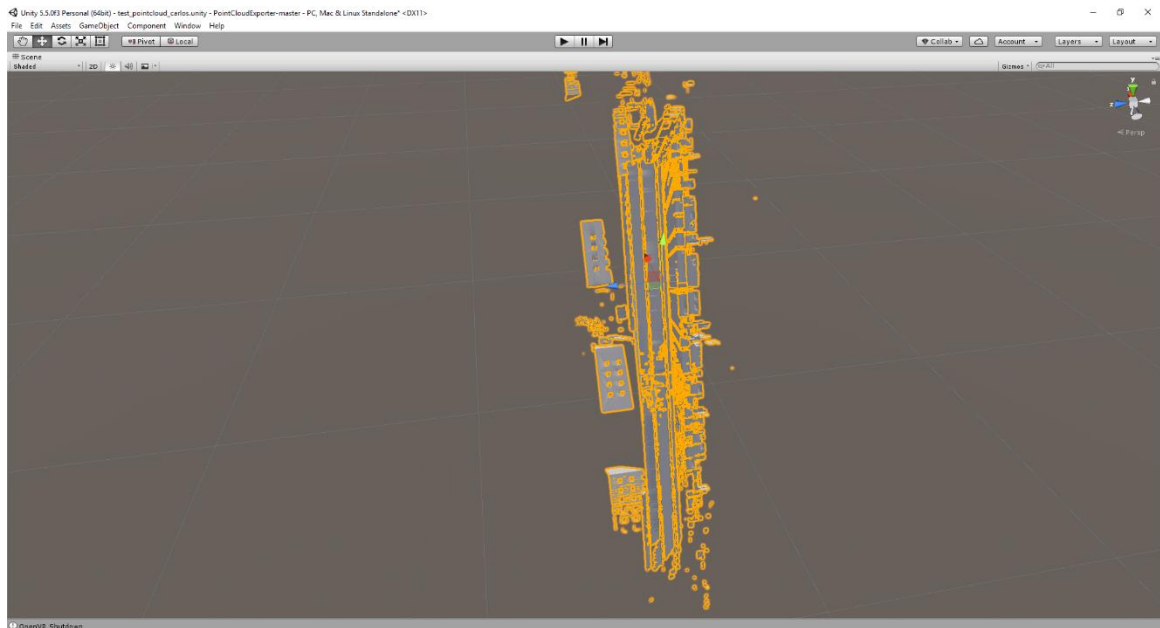 Unity 5.5.0f3 Personal (64bit) - test_pointcloud_carlos.unity - PointCloudExporter-master - PC, Mac & Linux Standalone* <DX11>
File Edit Assets GameObject Component Window Help
Pivot Local Collab Account Layers Layout
Scene
Shaded 2D Gizmos All
y
z
Persp
OpenVR Shutdown